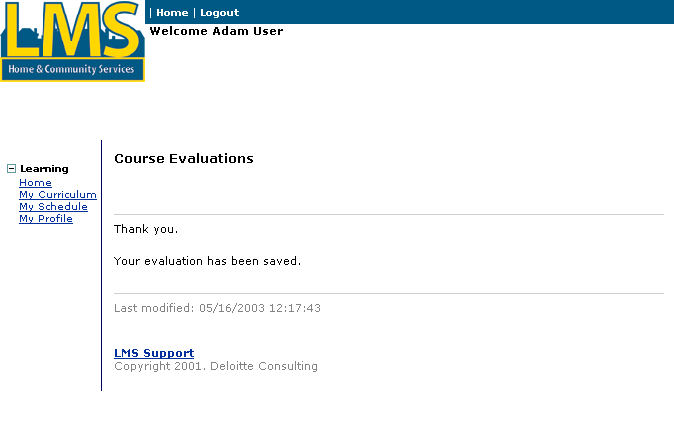 LMS
Home & Community Services
| Home | Logout
Welcome Adam User
Learning
Home
My Curriculum
My Schedule
My Profile
Course Evaluations
Thank you.
Your evaluation has been saved.
Last modified: 05/16/2003 12:17:43
LMS Support
Copyright 2001. Deloitte Consulting